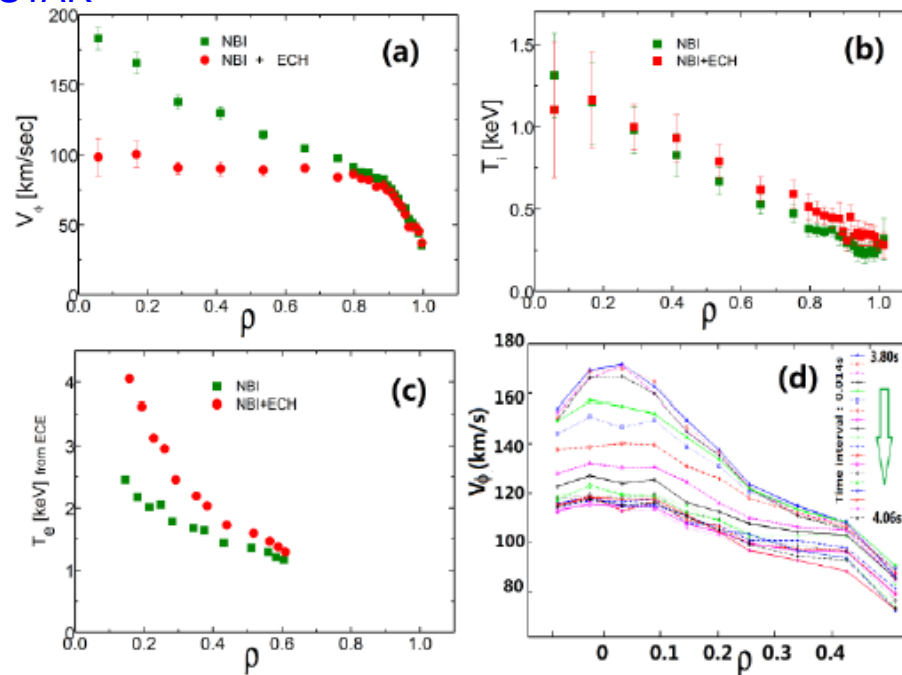 200
150
100
50
0
V_ϕ [km/sec]
NBI
NBI + ECH
(a)
0.0 0.2 0.4 0.6 0.8 1.0
ρ
1.5
1.0
0.5
0.0
T_i [keV]
NBI
NBI+ECH
(b)
0.0 0.2 0.4 0.6 0.8 1.0
ρ
4
3
2
1
0
T_e [keV] from ECE
NBI
NBI+ECH
(c)
0.0 0.2 0.4 0.6 0.8 1.0
ρ
180
160
140
120
100
80
V_ϕ (km/s)
(d)
3.80s
Time interval : 0.014s
4.06s
0 0.1 0.2 0.3 0.4
ρ